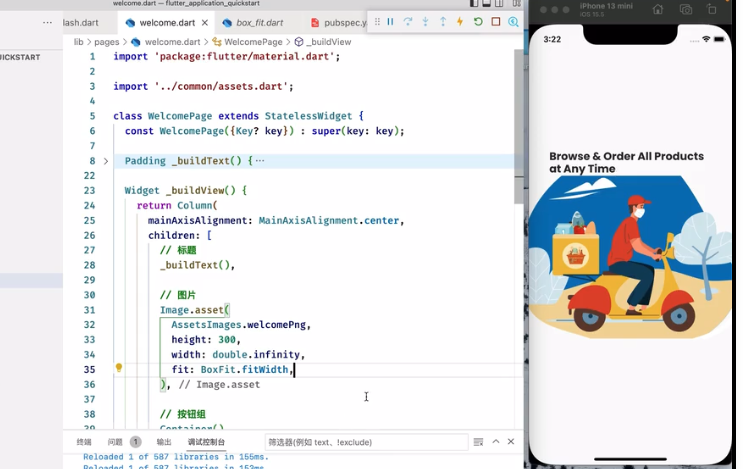 welcome.dart — flutter_application_quickstart
lash.dart
welcome.dart
box_fit.dart
pubspec.y
lib > pages > welcome.dart > WelcomePage > _buildView
UICKSTART
1 import 'package:flutter/material.dart';
2
3 import '../common/assets.dart';
4
5 class WelcomePage extends StatelessWidget {
6 const WelcomePage({Key? key}) : super(key: key);
7
8 Padding _buildText() { ⋯
22
23 Widget _buildView() {
24 return Column(
25 mainAxisAlignment: MainAxisAlignment.center,
26 children: [
27 // 标题
28 _buildText(),
29
30 // 图片
31 Image.asset(
32 AssetsImages.welcomePng,
33 height: 300,
34 width: double.infinity,
35 fit: BoxFit.fitWidth,
36 ), // Image.asset
37
38 // 按钮组
39 Container()
终端 问题 1 输出 调试控制台 筛选器(例如 text、!exclude)
Reloaded 1 of 587 libraries in 155ms.
Reloaded 1 of 587 libraries in 153ms.
iPhone 13 mini
iOS 15.5
3:22
Browse & Order All Products
at Any Time